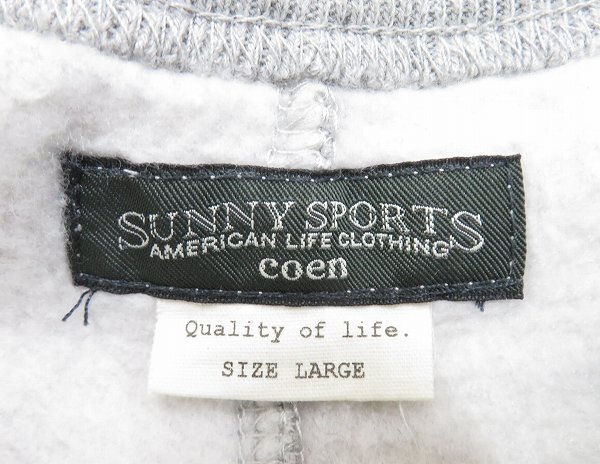 SUNNY SPORTS
AMERICAN LIFE CLOTHING
coen
Quality of life.
SIZE LARGE